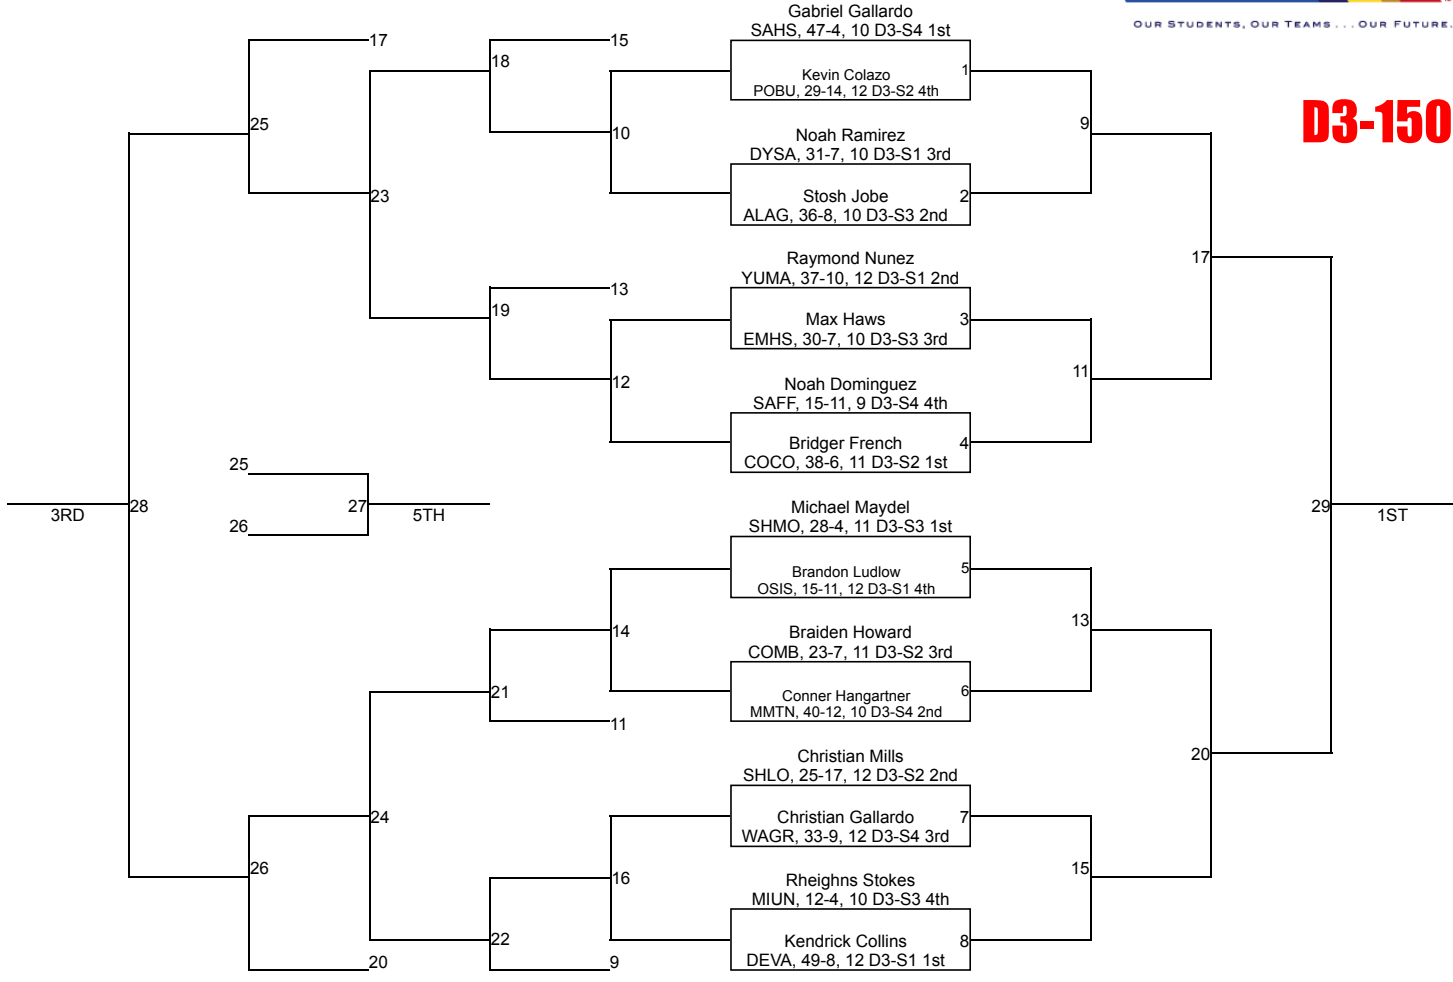 OUR STUDENTS, OUR TEAMS . . . OUR FUTURE.
D3-150
Gabriel Gallardo
SAHS, 47-4, 10 D3-S4 1st
Kevin Colazo
POBU, 29-14, 12 D3-S2 4th
1
Noah Ramirez
DYSA, 31-7, 10 D3-S1 3rd
Stosh Jobe
ALAG, 36-8, 10 D3-S3 2nd
2
Raymond Nunez
YUMA, 37-10, 12 D3-S1 2nd
Max Haws
EMHS, 30-7, 10 D3-S3 3rd
3
Noah Dominguez
SAFF, 15-11, 9 D3-S4 4th
Bridger French
COCO, 38-6, 11 D3-S2 1st
4
Michael Maydel
SHMO, 28-4, 11 D3-S3 1st
Brandon Ludlow
OSIS, 15-11, 12 D3-S1 4th
5
Braiden Howard
COMB, 23-7, 11 D3-S2 3rd
Conner Hangartner
MMTN, 40-12, 10 D3-S4 2nd
6
Christian Mills
SHLO, 25-17, 12 D3-S2 2nd
Christian Gallardo
WAGR, 33-9, 12 D3-S4 3rd
7
Rheighns Stokes
MIUN, 12-4, 10 D3-S3 4th
Kendrick Collins
DEVA, 49-8, 12 D3-S1 1st
8
9
11
13
15
17
20
29
1ST
15
10
13
12
14
11
16
9
18
19
21
22
17
23
24
20
25
26
25
26
27
5TH
28
3RD